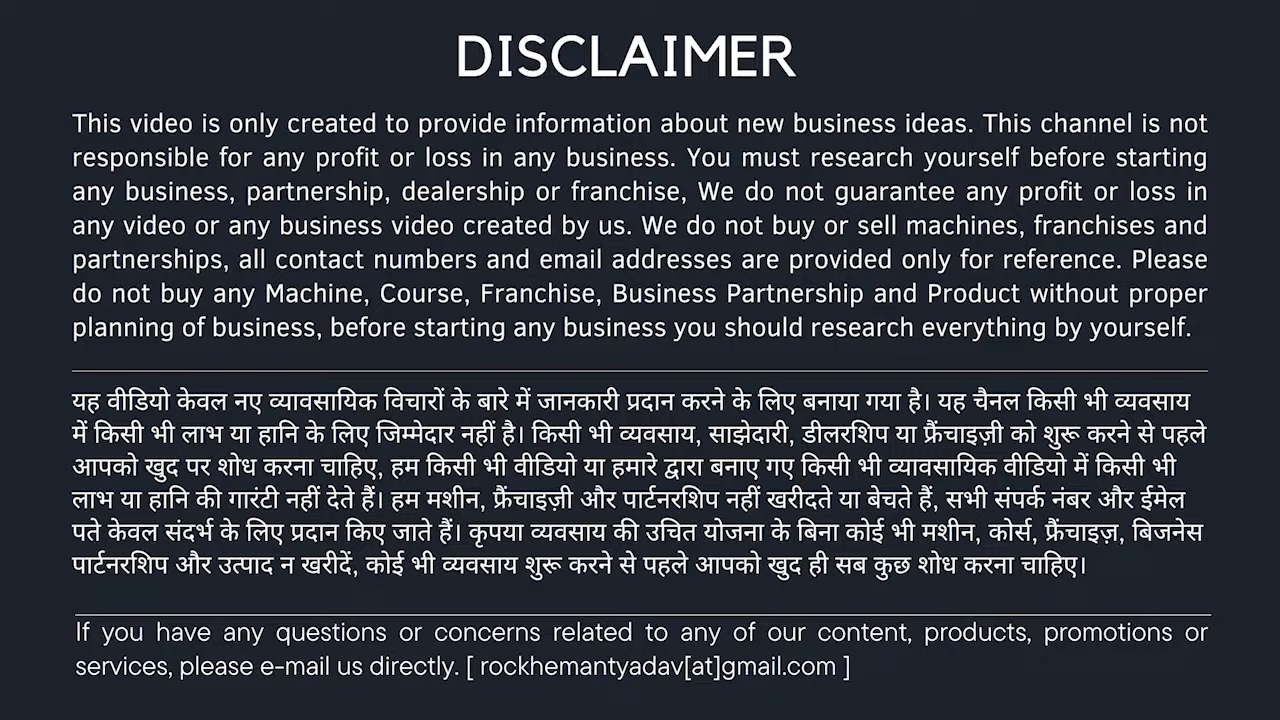 DISCLAIMER
This video is only created to provide information about new business ideas. This channel is not
responsible for any profit or loss in any business. You must research yourself before starting
any business, partnership, dealership or franchise, We do not guarantee any profit or loss in
any video or any business video created by us. We do not buy or sell machines, franchises and
partnerships, all contact numbers and email addresses are provided only for reference. Please
do not buy any Machine, Course, Franchise, Business Partnership and Product without proper
planning of business, before starting any business you should research everything by yourself.
यह वीडियो केवल नए व्यावसायिक विचारों के बारे में जानकारी प्रदान करने के लिए बनाया गया है। यह चैनल किसी भी व्यवसाय
में किसी भी लाभ या हानि के लिए जिम्मेदार नहीं है। किसी भी व्यवसाय, साझेदारी, डीलरशिप या फ्रैंचाइज़ी को शुरू करने से पहले
आपको खुद पर शोध करना चाहिए, हम किसी भी वीडियो या हमारे द्वारा बनाए गए किसी भी व्यावसायिक वीडियो में किसी भी
लाभ या हानि की गारंटी नहीं देते हैं। हम मशीन, फ्रैंचाइज़ी और पार्टनरशिप नहीं खरीदते या बेचते हैं, सभी संपर्क नंबर और ईमेल
पते केवल संदर्भ के लिए प्रदान किए जाते हैं। कृपया व्यवसाय की उचित योजना के बिना कोई भी मशीन, कोर्स, फ्रैंचाइज़, बिजनेस
पार्टनरशिप और उत्पाद न खरीदें, कोई भी व्यवसाय शुरू करने से पहले आपको खुद ही सब कुछ शोध करना चाहिए।
If you have any questions or concerns related to any of our content, products, promotions or
services, please e-mail us directly. [ rockhemantyadav[at]gmail.com ]